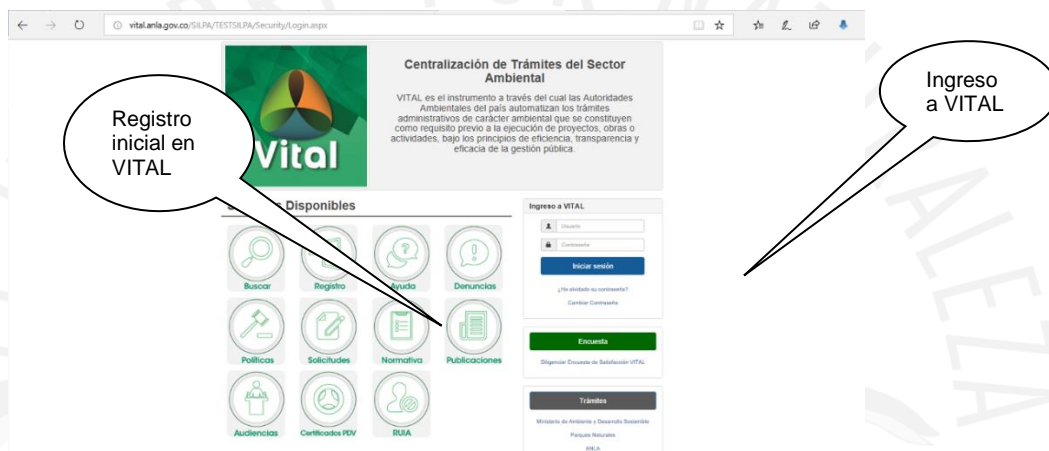 vital.anla.gov.co/SILPA/TESTSILPA/Security/Login.aspx
Centralización de Trámites del Sector
Ambiental
VITAL es el instrumento a través del cual las Autoridades
Ambientales del país automatizan los trámites
administrativos de carácter ambiental que se constituyen
como requisito previo a la ejecución de proyectos, obras o
actividades, bajo los principios de eficiencia, transparencia y
eficacia de la gestión pública.
Vital
Registro
inicial en
VITAL
Ingreso
a VITAL
Disponibles
Buscar
Registro
Ayuda
Denuncias
Políticas
Solicitudes
Normativa
Publicaciones
Audiencias
Certificados PDV
RUIA
Ingreso a VITAL
Usuario
Contraseña
Iniciar sesión
¿Ha olvidado su contraseña?
Cambiar Contraseña
Encuesta
Diligenciar Encuesta de Satisfacción VITAL
Trámites
Ministerio de Ambiente y Desarrollo Sostenible
Parques Naturales
ANLA